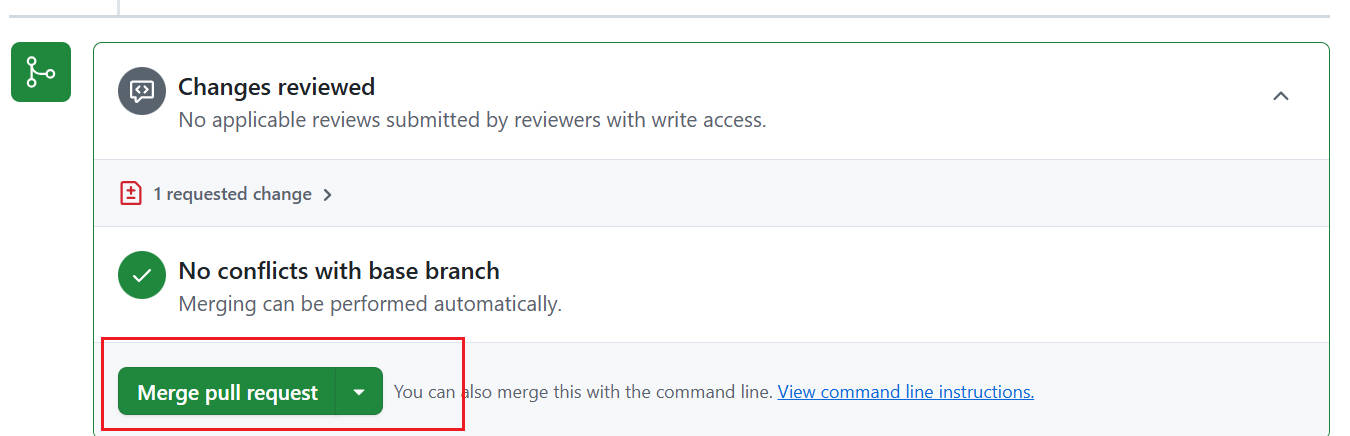 Changes reviewed
No applicable reviews submitted by reviewers with write access.
1 requested change
No conflicts with base branch
Merging can be performed automatically.
Merge pull request You can also merge this with the command line. View command line instructions.